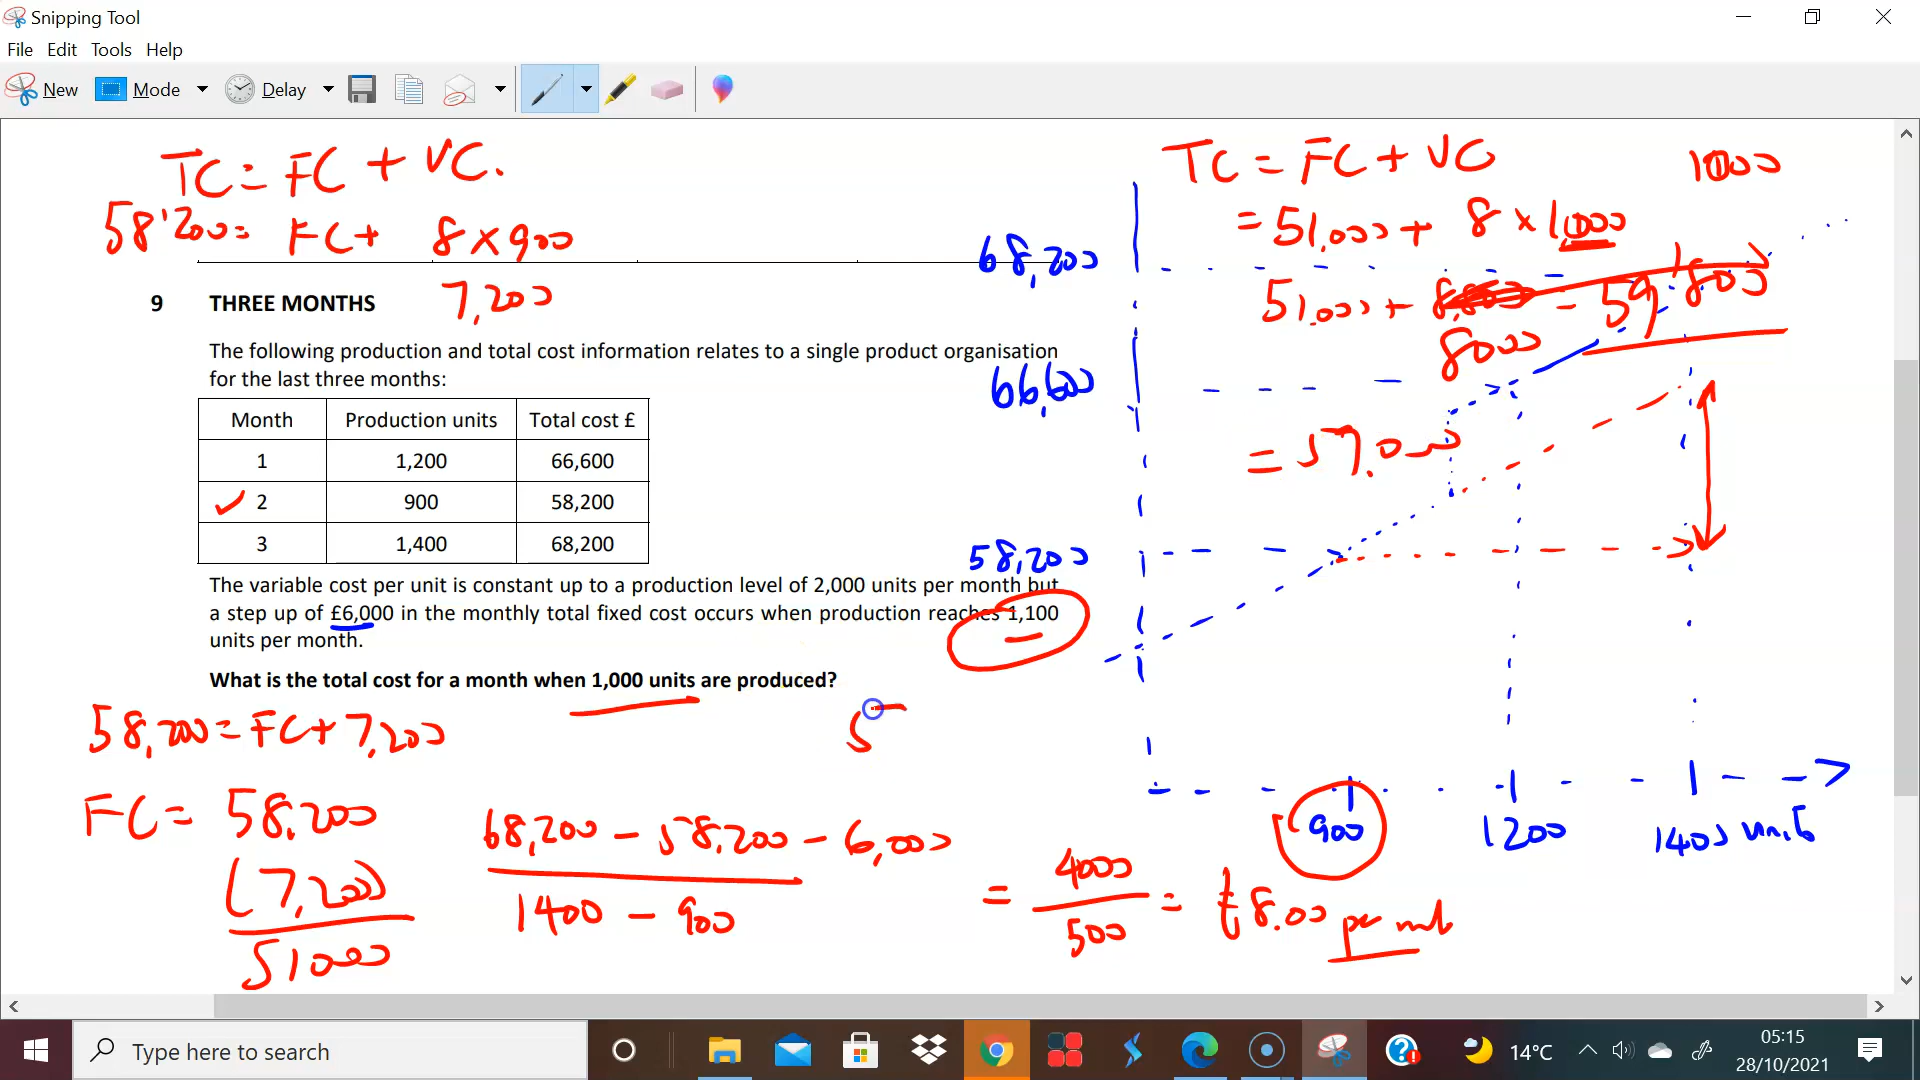 Snipping Tool
File Edit Tools Help
New Mode Delay
TC = FC + VC.
58'200 = FC + 8 × 900
7,200
9 THREE MONTHS
The following production and total cost information relates to a single product organisation
for the last three months:
Month Production units Total cost £
1 1,200 66,600
2 900 58,200
3 1,400 68,200
The variable cost per unit is constant up to a production level of 2,000 units per month but
a step up of £6,000 in the monthly total fixed cost occurs when production reaches 1,100
units per month.
What is the total cost for a month when 1,000 units are produced?
58,200 = FC + 7,200
5
FC = 58,200
(7,200)
51000
68,200 - 58,200 - 6,000
1400 - 900
= 4000
500
= £8.00 per unit
TC = FC + VC 1000
= 51,000 + 8 × 1,000
51,000 + = 59,800
8000
= 59.000
68,200
66,600
58,200
900 1200 1400 units
Type here to search
14°C
05:15
28/10/2021